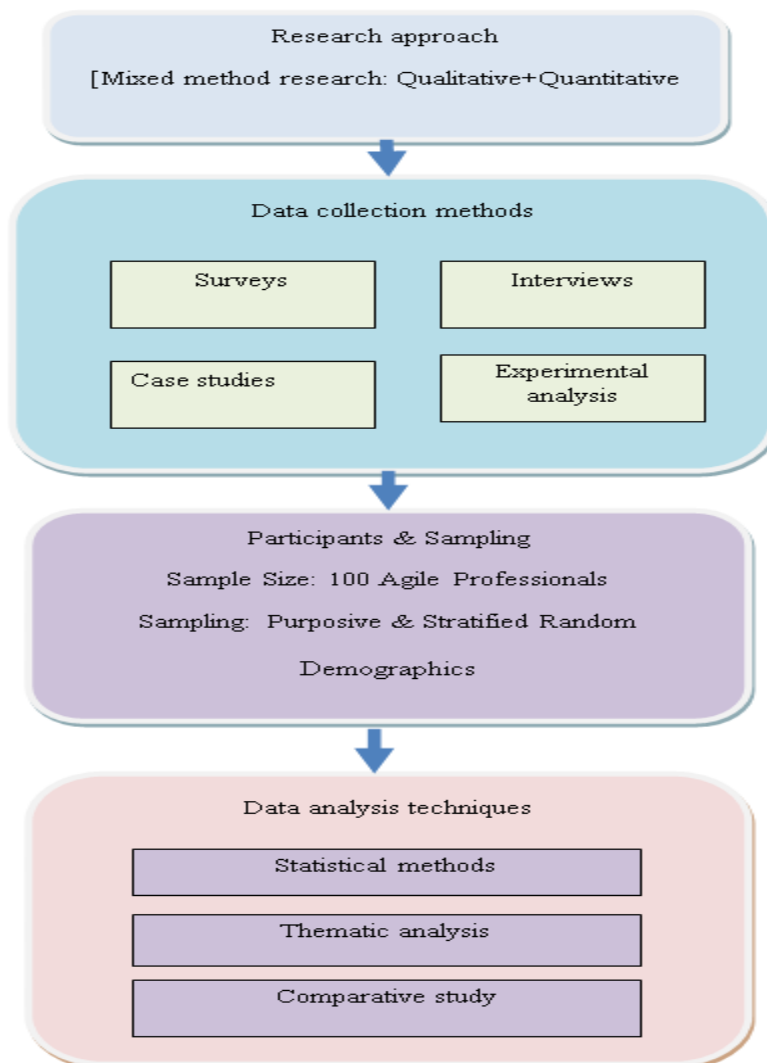 Research approach
[Mixed method research: Qualitative+Quantitative
Data collection methods
Surveys
Interviews
Case studies
Experimental
analysis
Participants & Sampling
Sample Size: 100 Agile Professionals
Sampling: Purposive & Stratified Random
Demographics
Data analysis techniques
Statistical methods
Thematic analysis
Comparative study